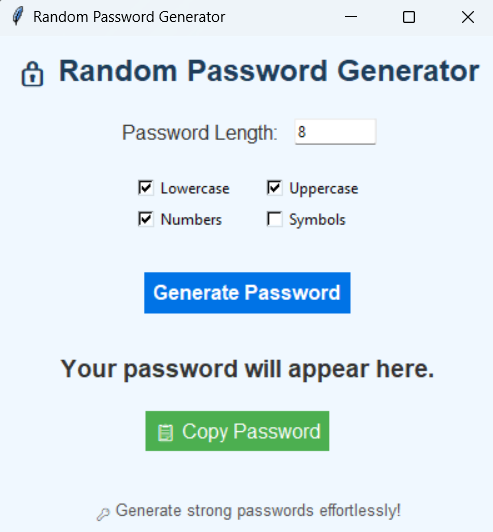 Random Password Generator
Random Password Generator
Password Length: 8
Lowercase Uppercase
Numbers Symbols
Generate Password
Your password will appear here.
Copy Password
Generate strong passwords effortlessly!